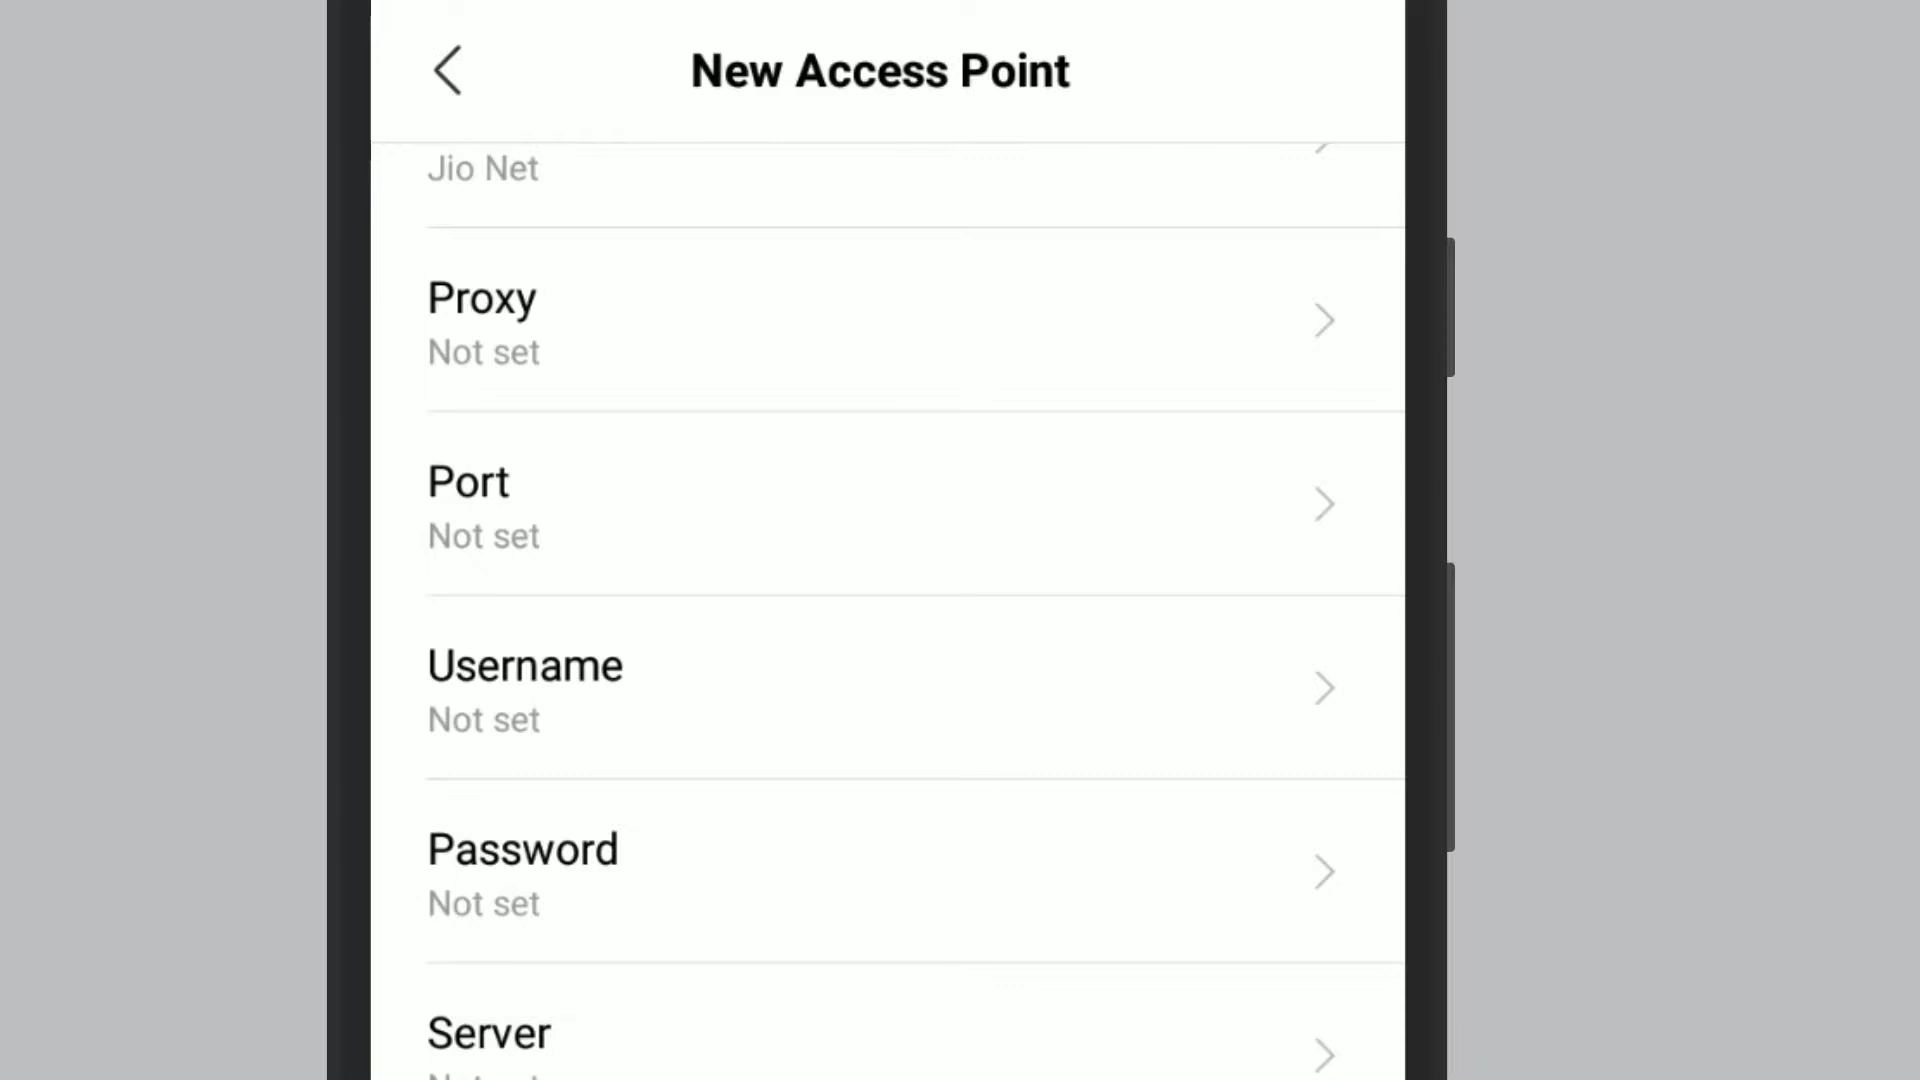 New Access Point
Jio Net
Proxy
Not set
Port
Not set
Username
Not set
Password
Not set
Server